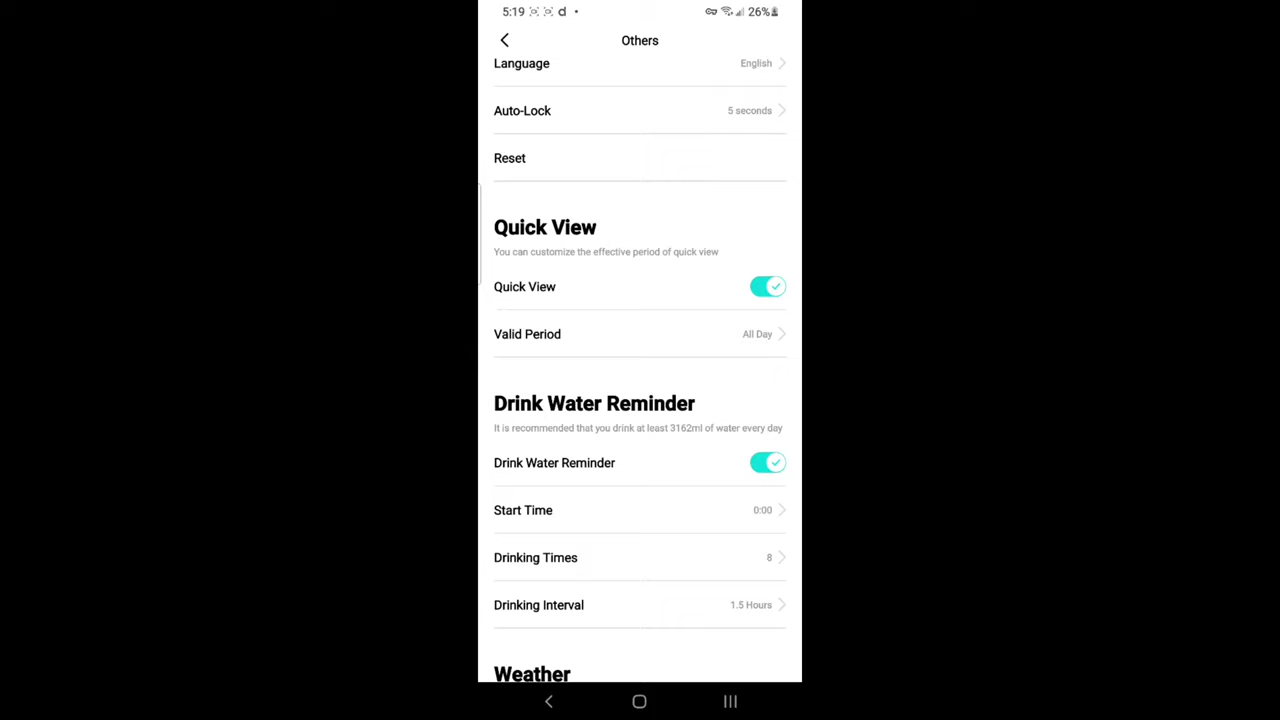 5:19 d 26%
Others
Language English
Auto-Lock 5 seconds
Reset
Quick View
You can customize the effective period of quick view
Quick View
Valid Period All Day
Drink Water Reminder
It is recommended that you drink at least 3162ml of water every day
Drink Water Reminder
Start Time 0:00
Drinking Times 8
Drinking Interval 1.5 Hours
Weather